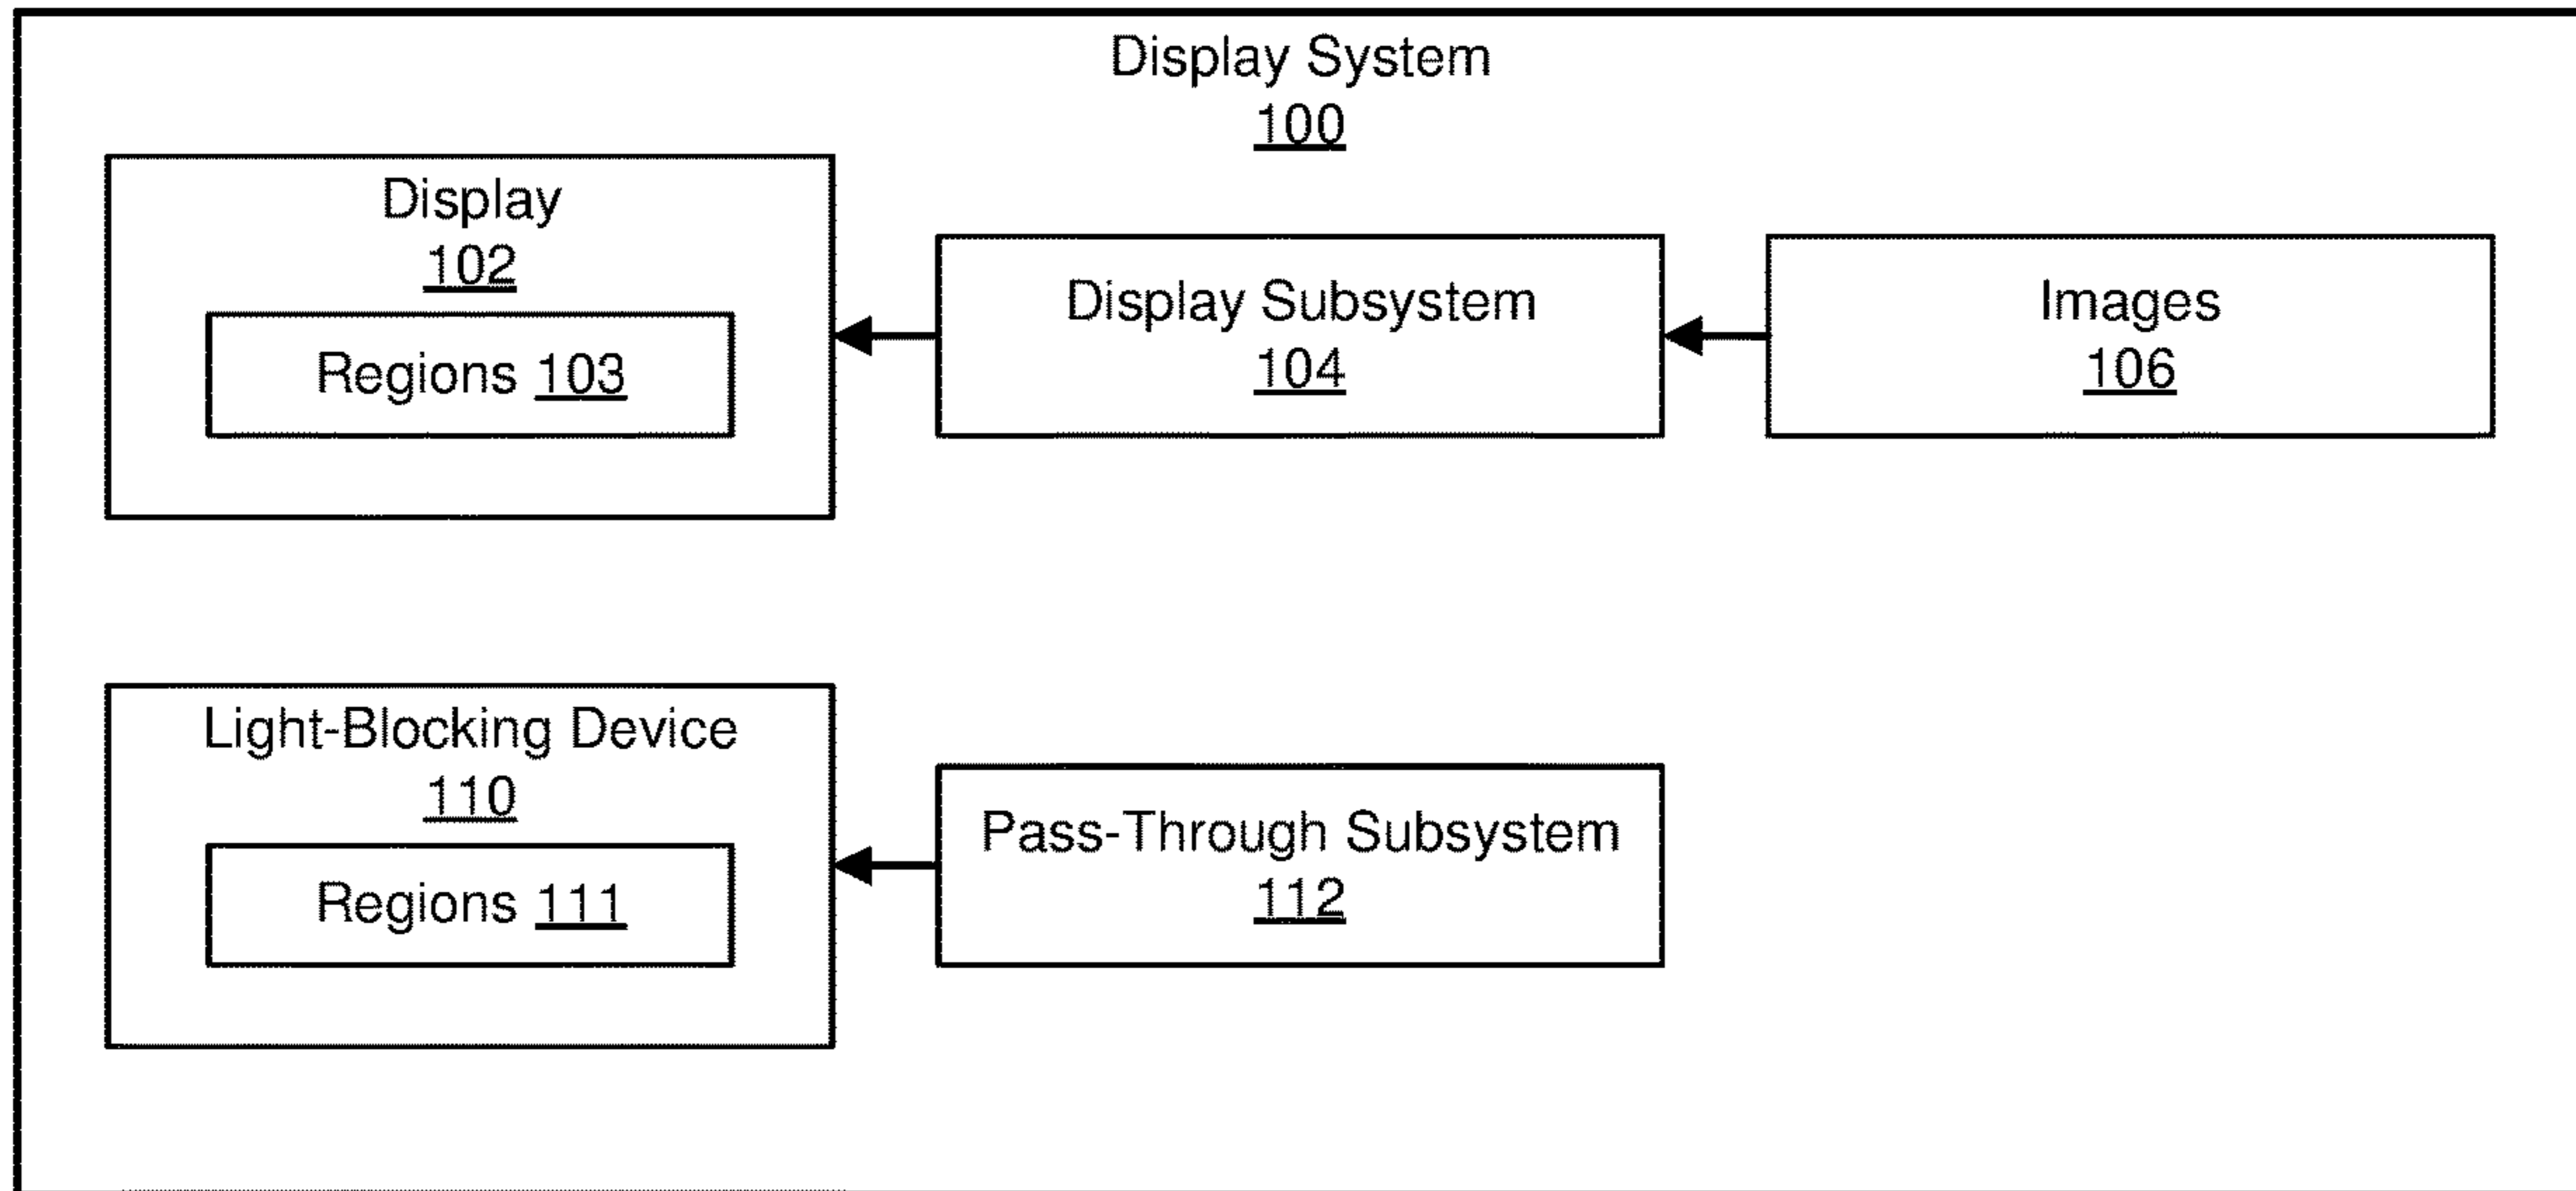 Display System
100
Display
102
Regions 103
Display Subsystem
104
Images
106
Light-Blocking Device
110
Regions 111
Pass-Through Subsystem
112